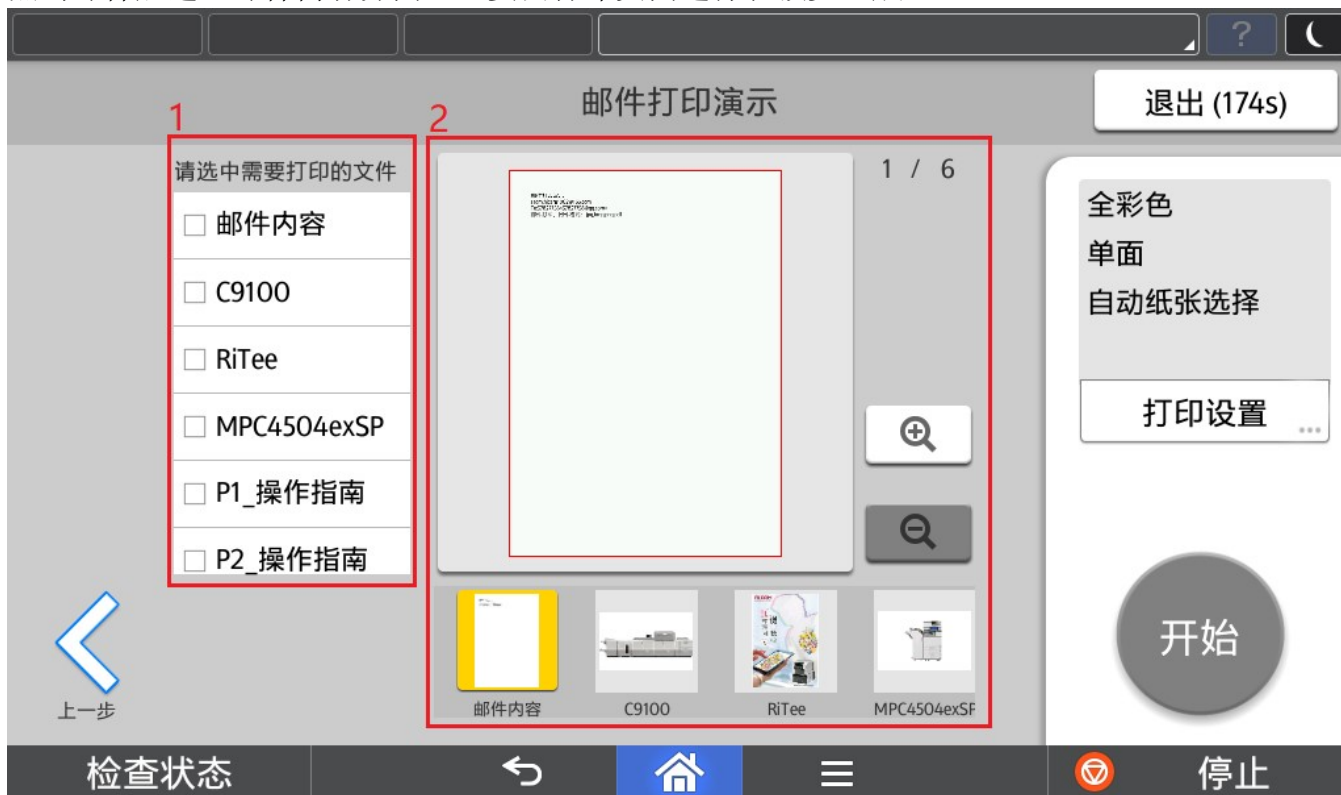 邮件打印演示
退出 (174s)
1
2
请选中需要打印的文件
邮件内容
C9100
RiTee
MPC4504exSP
P1_操作指南
P2_操作指南
1 / 6
全彩色
单面
自动纸张选择
打印设置
开始
上一步
邮件内容
C9100
RiTee
MPC4504exSP
检查状态
停止